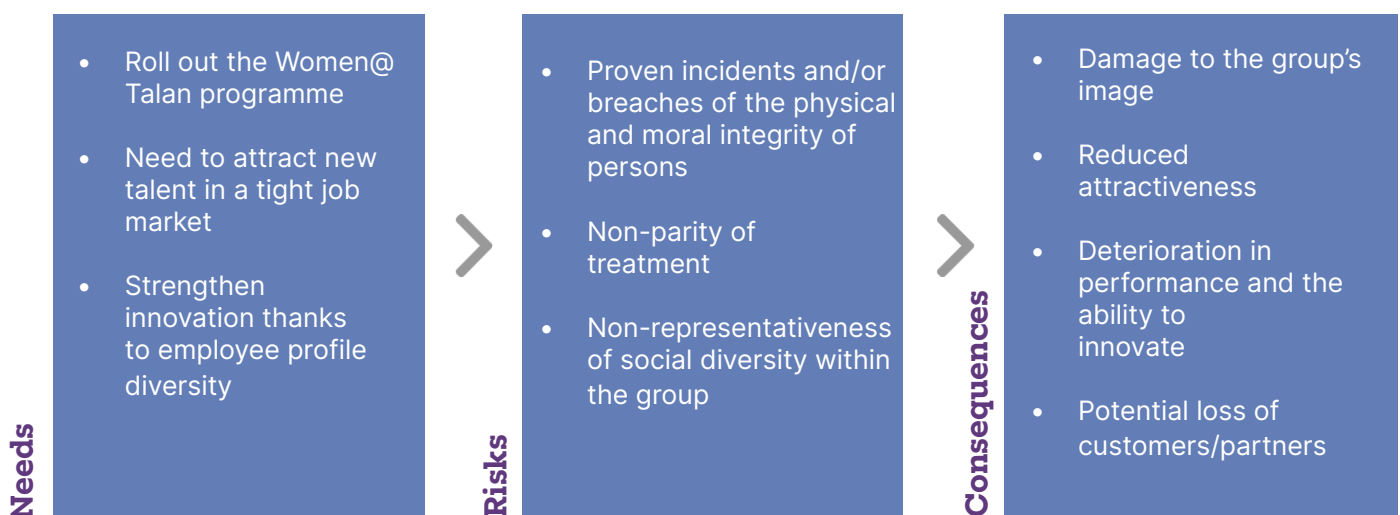 Needs
• Roll out the Women@
Talan programme
• Need to attract new
talent in a tight job
market
• Strengthen
innovation thanks
to employee profile
diversity
Risks
• Proven incidents and/or
breaches of the physical
and moral integrity of
persons
• Non-parity of
treatment
• Non-representativeness
of social diversity within
the group
Consequences
• Damage to the group’s
image
• Reduced
attractiveness
• Deterioration in
performance and the
ability to
innovate
• Potential loss of
customers/partners